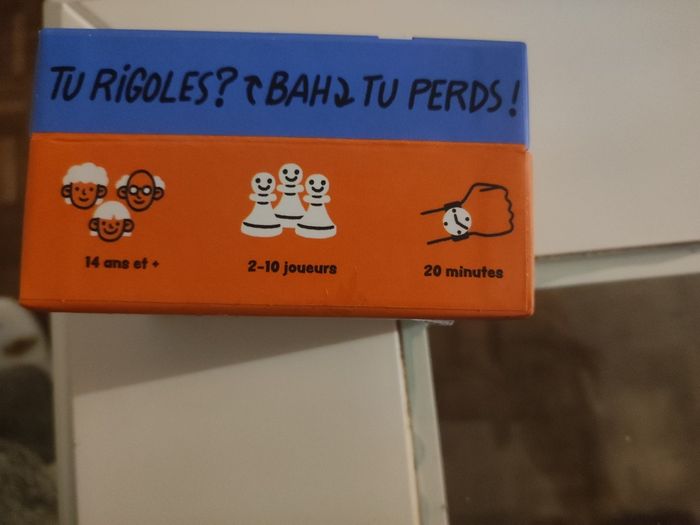 TU RiGOLES? BAH TU PERDS!
14 ans et +
2-10 joueurs
20 minutes